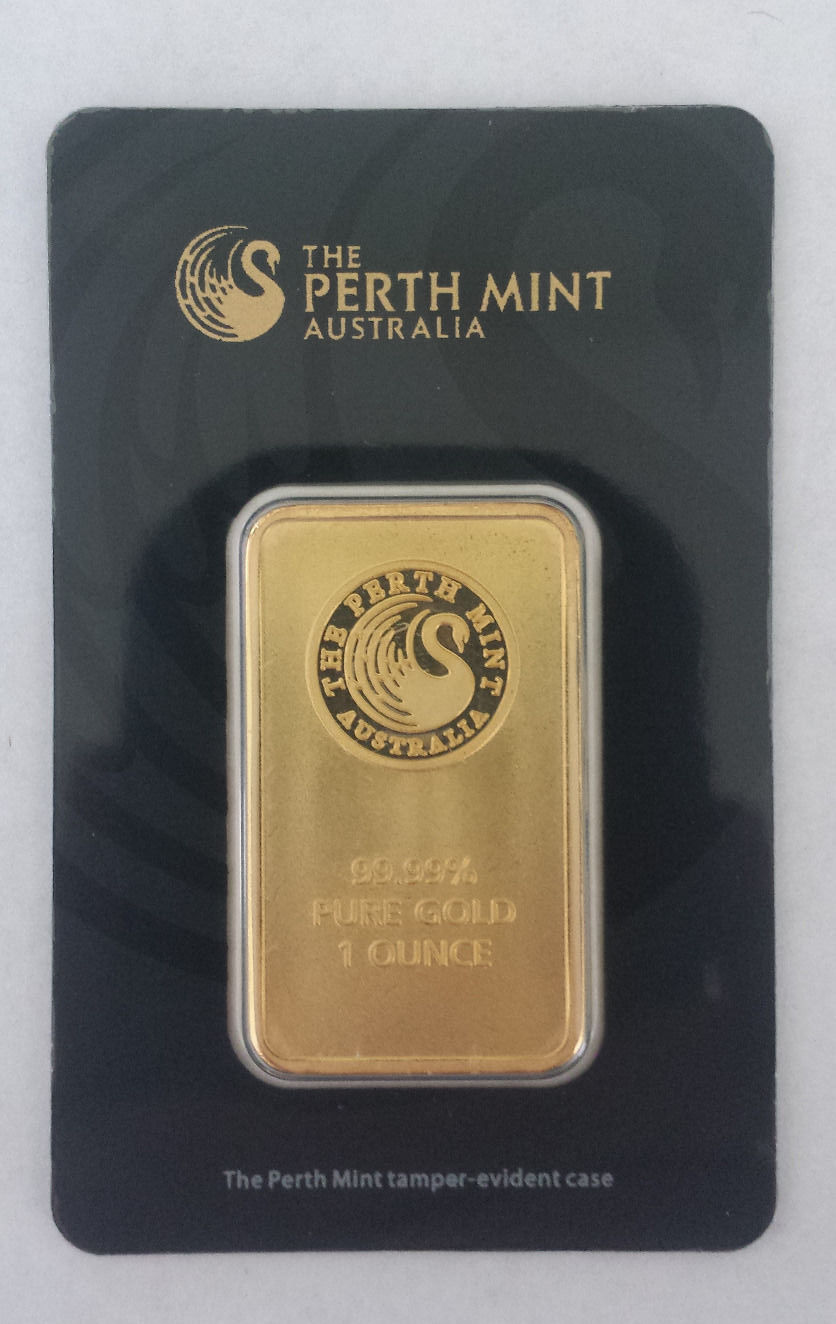 THE
PERTH MINT
AUSTRALIA
THE PERTH MINT
AUSTRALIA
99.99%
PURE GOLD
1 OUNCE
The Perth Mint tamper-evident case